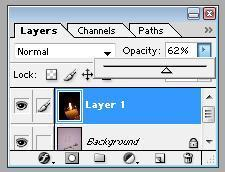 Layers Channels Paths
Normal Opacity: 62%
Lock:
Layer 1
Background